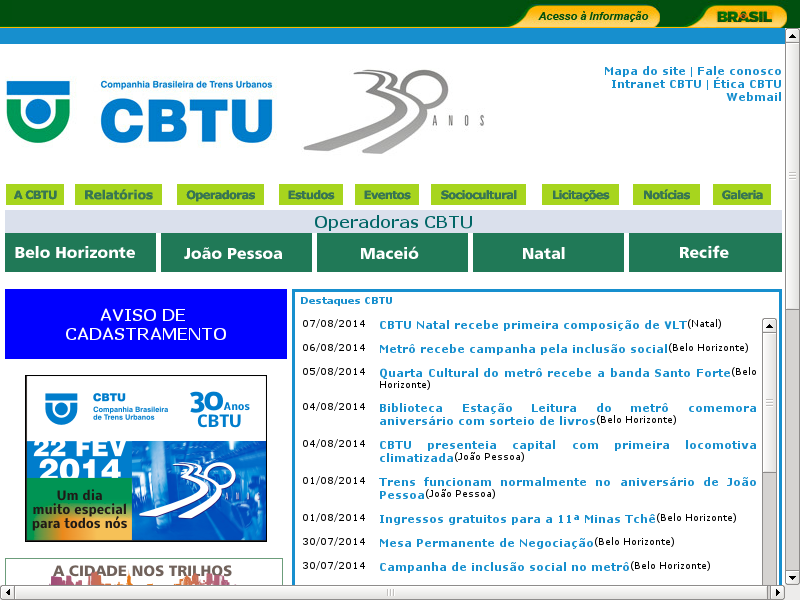 Acesso à Informação
BRASIL
Mapa do site | Fale conosco
Intranet CBTU | Ética CBTU
Webmail
Companhia Brasileira de Trens Urbanos
CBTU
30 ANOS
A CBTU
Relatórios
Operadoras
Estudos
Eventos
Sociocultural
Licitações
Notícias
Galeria
Operadoras CBTU
Belo Horizonte
João Pessoa
Maceió
Natal
Recife
AVISO DE
CADASTRAMENTO
CBTU
Companhia Brasileira
de Trens Urbanos
30 Anos
CBTU
22 FEV
2014
Um dia
muito especial
para todos nós
30 ANOS
A CIDADE NOS TRILHOS
Destaques CBTU
07/08/2014 CBTU Natal recebe primeira composição de VLT(Natal)
06/08/2014 Metrô recebe campanha pela inclusão social(Belo Horizonte)
05/08/2014 Quarta Cultural do metrô recebe a banda Santo Forte(Belo
Horizonte)
04/08/2014 Biblioteca Estação Leitura do metrô comemora
aniversário com sorteio de livros(Belo Horizonte)
04/08/2014 CBTU presenteia capital com primeira locomotiva
climatizada(João Pessoa)
01/08/2014 Trens funcionam normalmente no aniversário de João
Pessoa(João Pessoa)
01/08/2014 Ingressos gratuitos para a 11ª Minas Tchê(Belo Horizonte)
30/07/2014 Mesa Permanente de Negociação(Belo Horizonte)
30/07/2014 Campanha de inclusão social no metrô(Belo Horizonte)